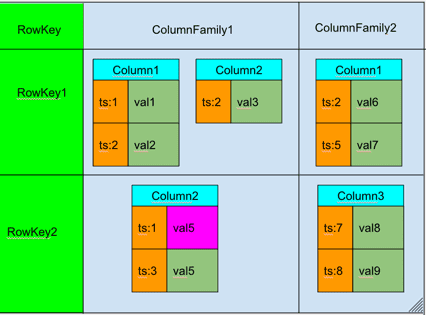 RowKey
ColumnFamily1
ColumnFamily2
RowKey1
Column1
ts:1 val1
ts:2 val2
Column2
ts:2 val3
Column1
ts:2 val6
ts:5 val7
RowKey2
Column2
ts:1 val5
ts:3 val5
Column3
ts:7 val8
ts:8 val9